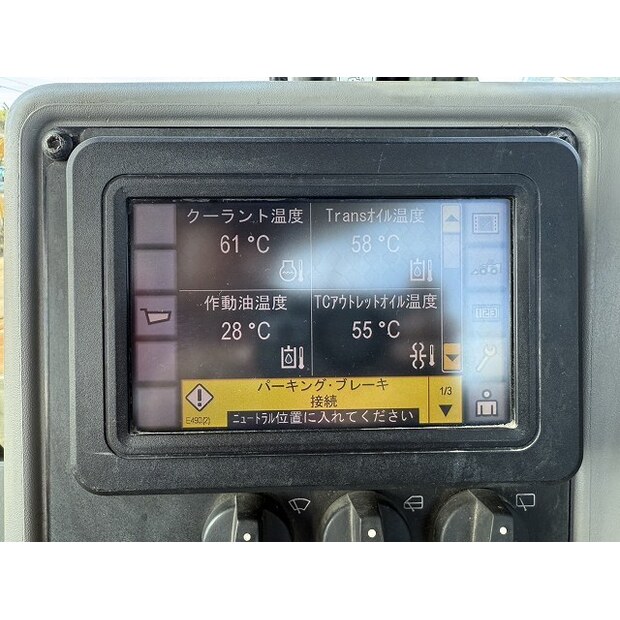 クーラント温度
Transオイル温度
61 °C
58 °C
作動油温度
TCアウトレットオイル温度
28 °C
55 °C
パーキング・ブレーキ
接続
1/3
E490(2)
ニュートラル位置に入れてください
123